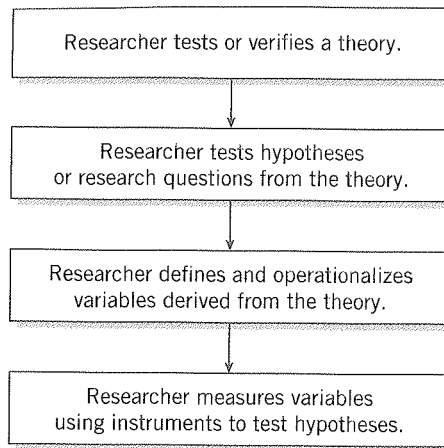 Researcher tests or verifies a theory.
Researcher tests hypotheses
or research questions from the theory.
Researcher defines and operationalizes
variables derived from the theory.
Researcher measures variables
using instruments to test hypotheses.